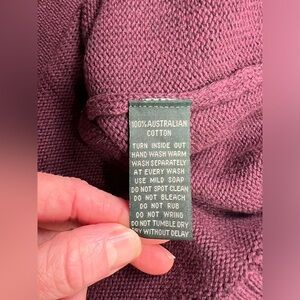 100% AUSTRALIAN
COTTON
TURN INSIDE OUT
HAND WASH WARM
WASH SEPARATELY
AT EVERY WASH
USE MILD SOAP
DO NOT SPOT CLEAN
DO NOT BLEACH
DO NOT RUB
DO NOT WRING
DO NOT TUMBLE DRY
DRY WITHOUT DELAY